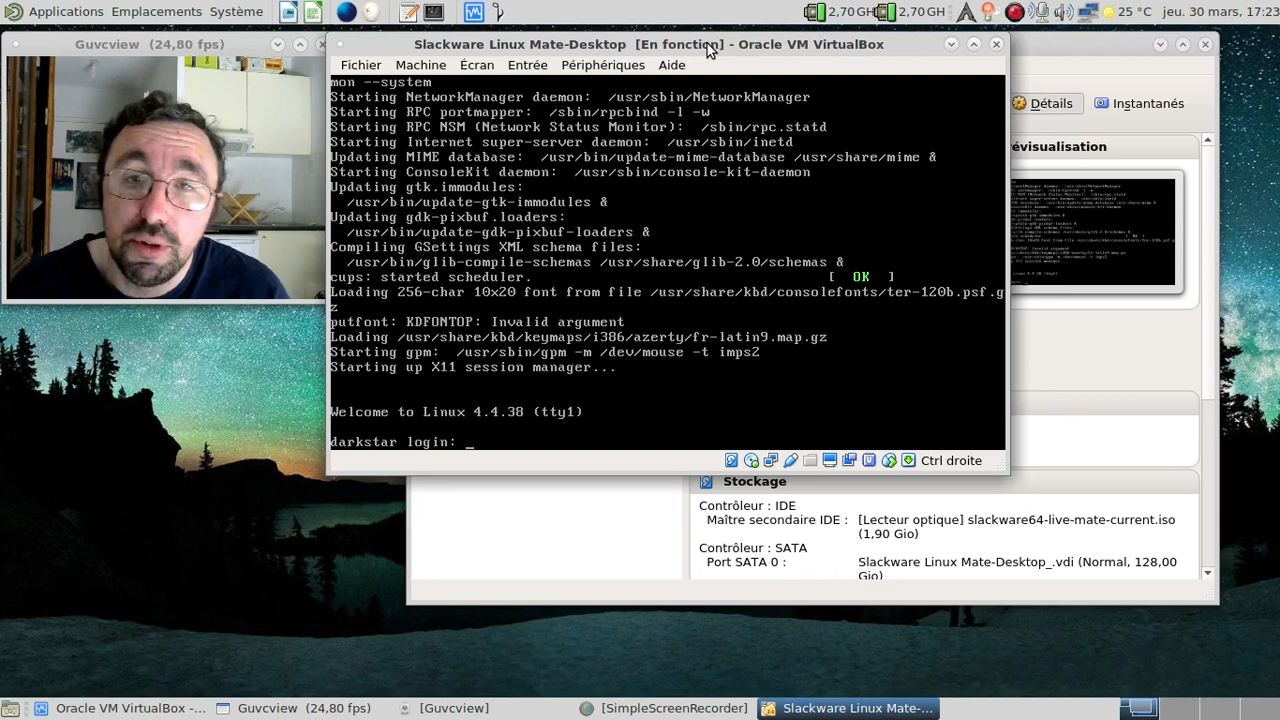 Applications Emplacements Système
2,70 GHz 2,70 GHz 25 °C jeu. 30 mars, 17:23
Guvcview (24,80 fps)
Slackware Linux Mate-Desktop [En fonction] - Oracle VM VirtualBox
Fichier Machine Écran Entrée Périphériques Aide
mon --system
Starting NetworkManager daemon: /usr/sbin/NetworkManager
Starting RPC portmapper: /sbin/rpcbind -l -w
Starting RPC NSM (Network Status Monitor): /sbin/rpc.statd
Starting Internet super-server daemon: /usr/sbin/inetd
Updating MIME database: /usr/bin/update-mime-database /usr/share/mime &
Starting ConsoleKit daemon: /usr/sbin/console-kit-daemon
Updating gtk.immodules:
/usr/bin/update-gtk-immodules &
Updating gdk-pixbuf.loaders:
/usr/bin/update-gdk-pixbuf-loaders &
Compiling GSettings XML schema files:
/usr/bin/glib-compile-schemas /usr/share/glib-2.0/schemas &
cups: started scheduler. [ OK ]
Loading 256-char 10x20 font from file /usr/share/kbd/consolefonts/ter-120b.psf.g
z
putfont: KDFONTOP: Invalid argument
Loading /usr/share/kbd/keymaps/i386/azerty/fr-latin9.map.gz
Starting gpm: /usr/sbin/gpm -m /dev/mouse -t imps2
Starting up X11 session manager...
Welcome to Linux 4.4.38 (tty1)
darkstar login: _
Ctrl droite
Détails Instantanés
révisualisation
Stockage
Contrôleur : IDE
Maître secondaire IDE : [Lecteur optique] slackware64-live-mate-current.iso
(1,90 Gio)
Contrôleur : SATA
Port SATA 0 : Slackware Linux Mate-Desktop_.vdi (Normal, 128,00
Gio)
Oracle VM VirtualBox -... Guvcview (24,80 fps) [Guvcview] [SimpleScreenRecorder] Slackware Linux Mate-...